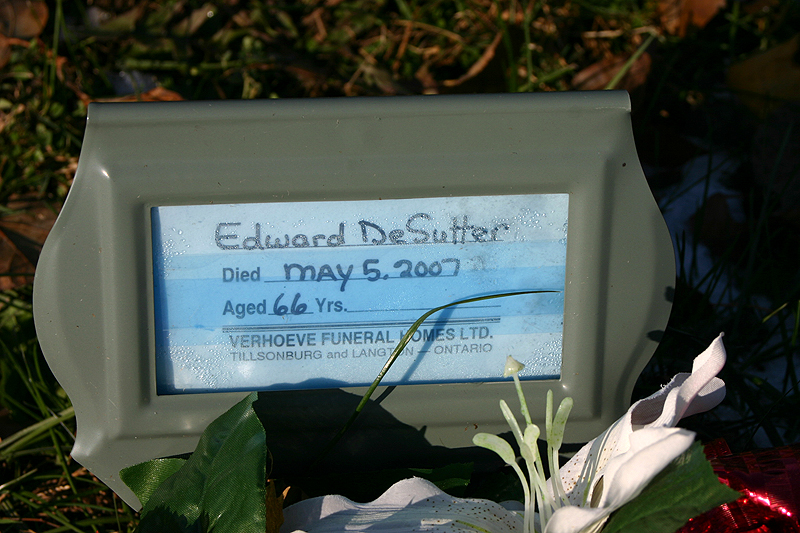 Edward DeSutter
Died MAY 5, 2007
Aged 66 Yrs.
VERHOEVE FUNERAL HOMES LTD.
TILLSONBURG and LANGTON — ONTARIO